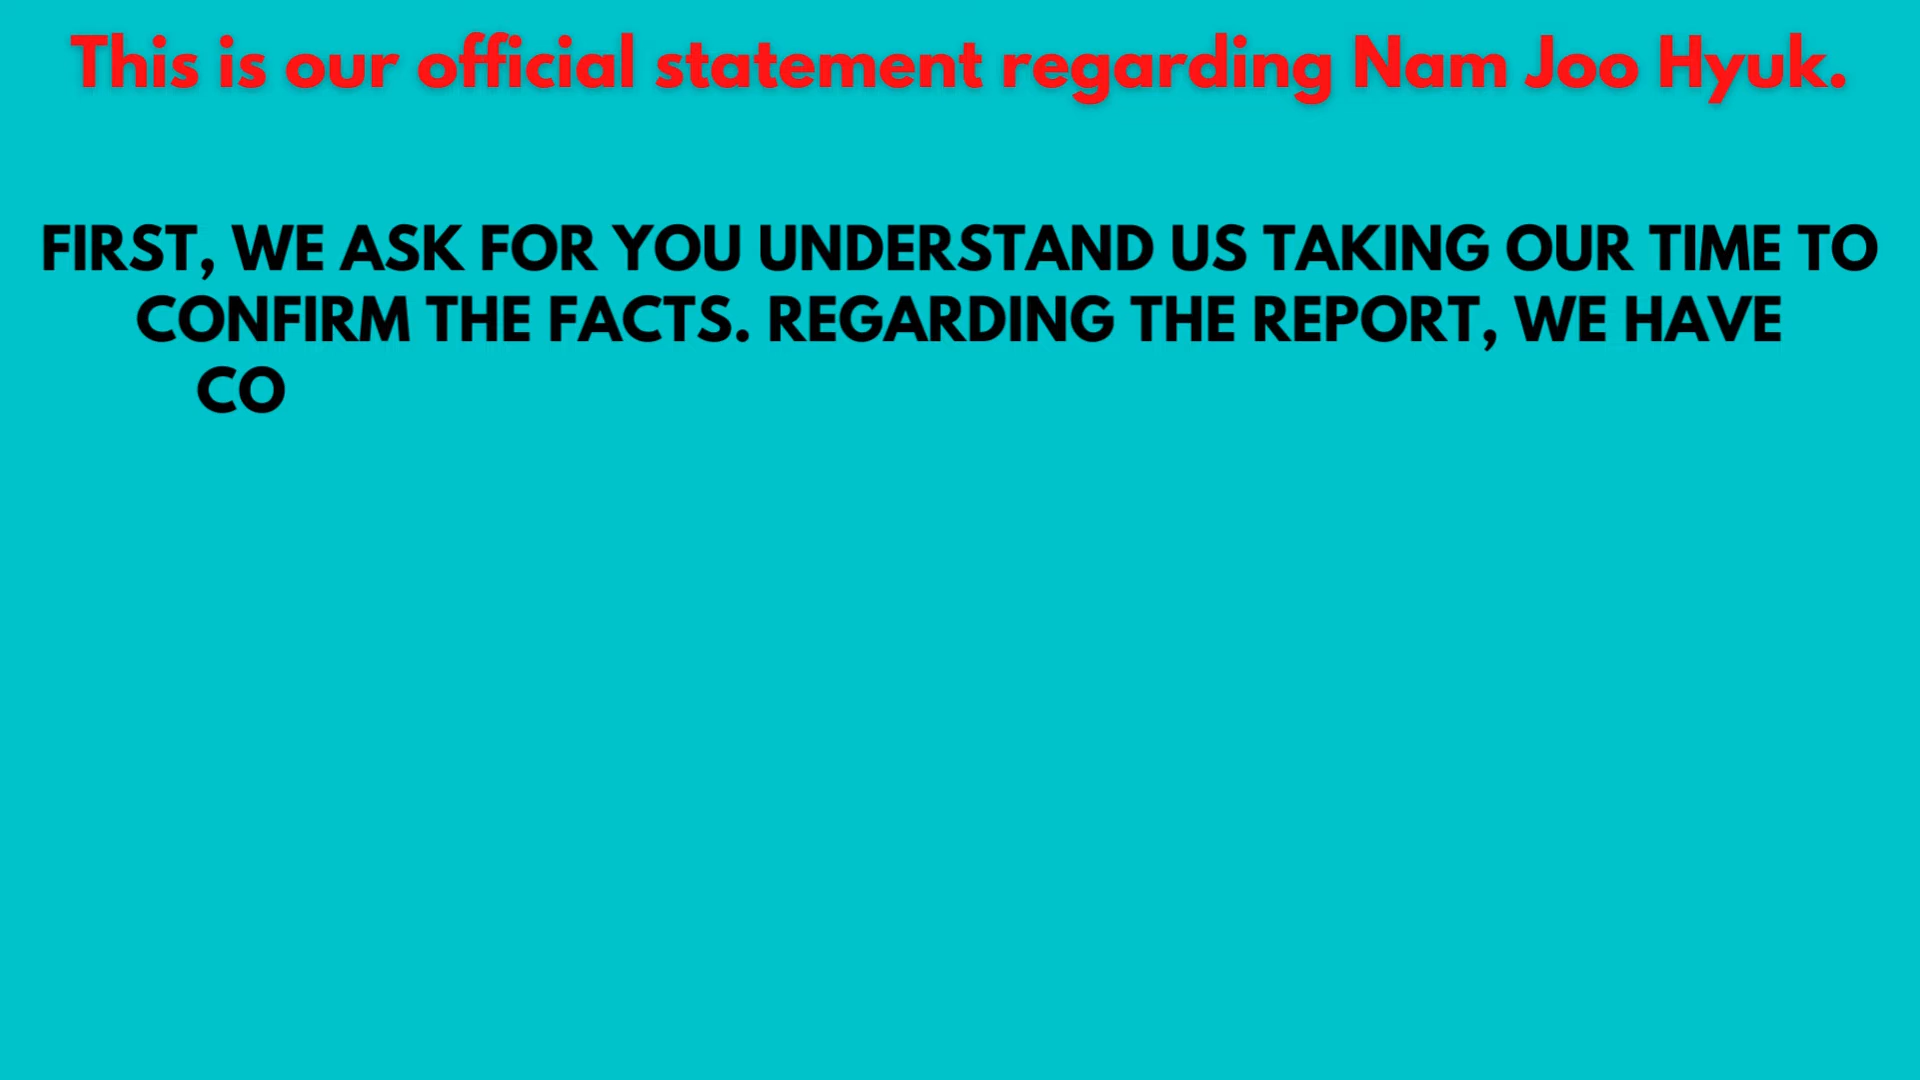 This is our official statement regarding Nam Joo Hyuk.
FIRST, WE ASK FOR YOU UNDERSTAND US TAKING OUR TIME TO
CONFIRM THE FACTS. REGARDING THE REPORT, WE HAVE
CO